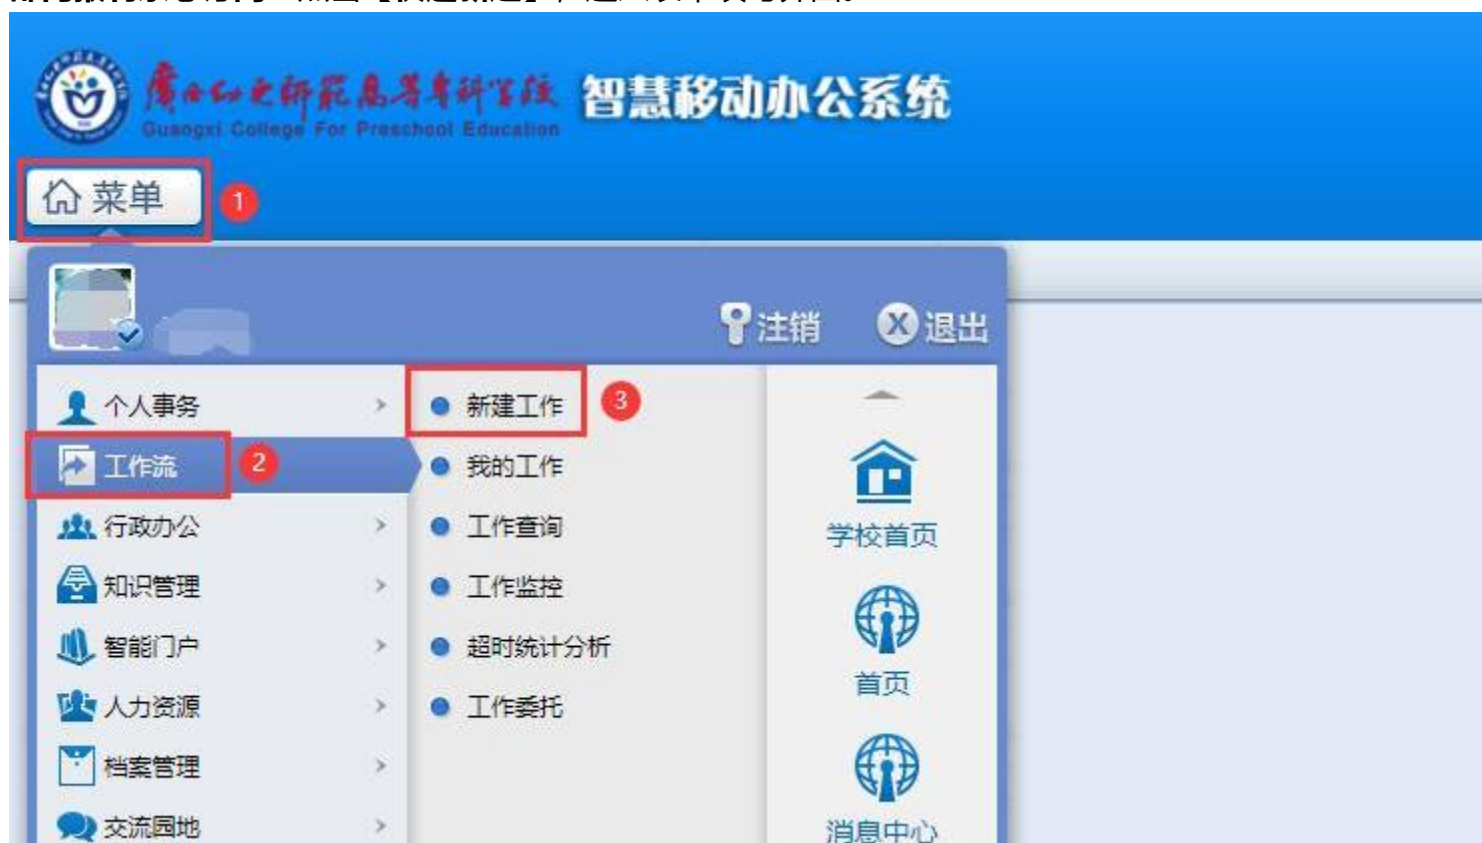 广西幼儿师范高等专科学校 智慧移动办公系统
Guangxi College For Preschool Education
菜单 1
注销 退出
个人事务
工作流 2
行政办公
知识管理
智能门户
人力资源
档案管理
交流园地
新建工作 3
我的工作
工作查询
工作监控
超时统计分析
工作委托
学校首页
首页
消息中心